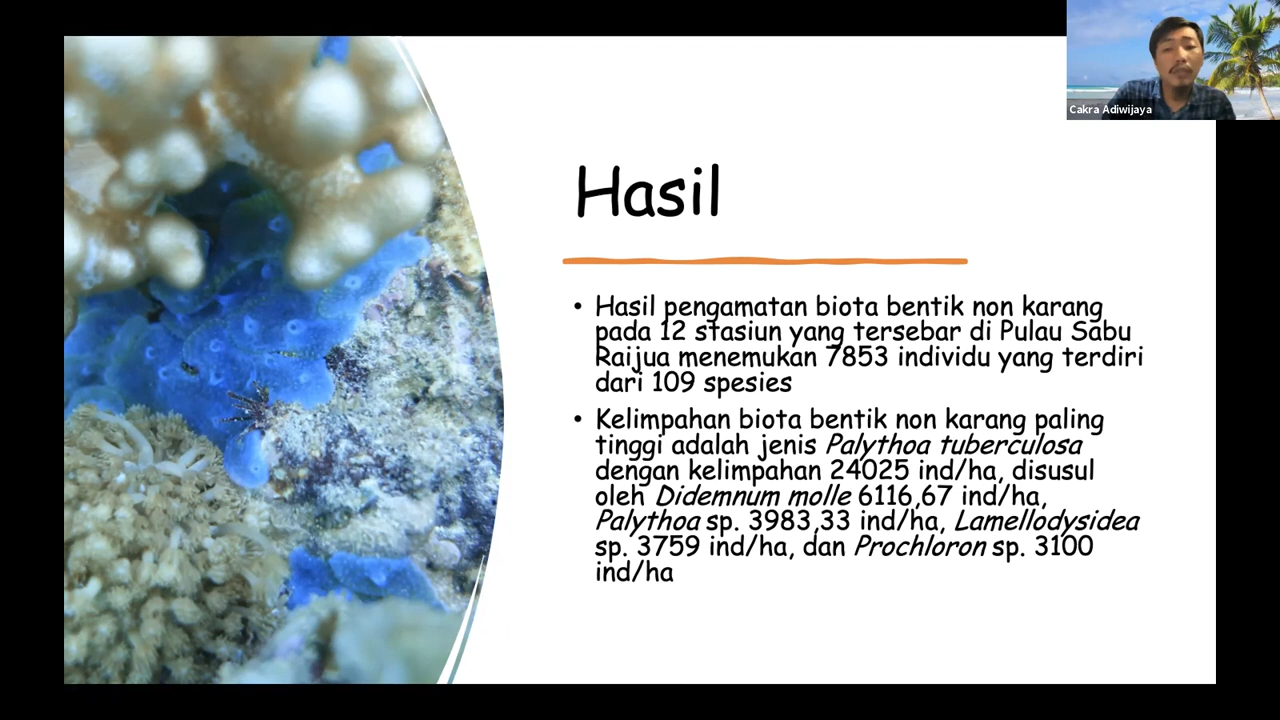 Cakra Adiwijaya
Hasil
• Hasil pengamatan biota bentik non karang
pada 12 stasiun yang tersebar di Pulau Sabu
Raijua menemukan 7853 individu yang terdiri
dari 109 spesies
• Kelimpahan biota bentik non karang paling
tinggi adalah jenis Palythoa tuberculosa
dengan kelimpahan 24025 ind/ha, disusul
oleh Didemnum molle 6116,67 ind/ha,
Palythoa sp. 3983,33 ind/ha, Lamellodysidea
sp. 3759 ind/ha, dan Prochloron sp. 3100
ind/ha